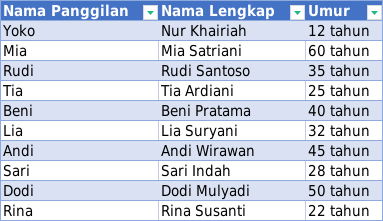 Nama Panggilan Nama Lengkap Umur
Yoko Nur Khairiah 12 tahun
Mia Mia Satriani 60 tahun
Rudi Rudi Santoso 35 tahun
Tia Tia Ardiani 25 tahun
Beni Beni Pratama 40 tahun
Lia Lia Suryani 32 tahun
Andi Andi Wirawan 45 tahun
Sari Sari Indah 28 tahun
Dodi Dodi Mulyadi 50 tahun
Rina Rina Susanti 22 tahun